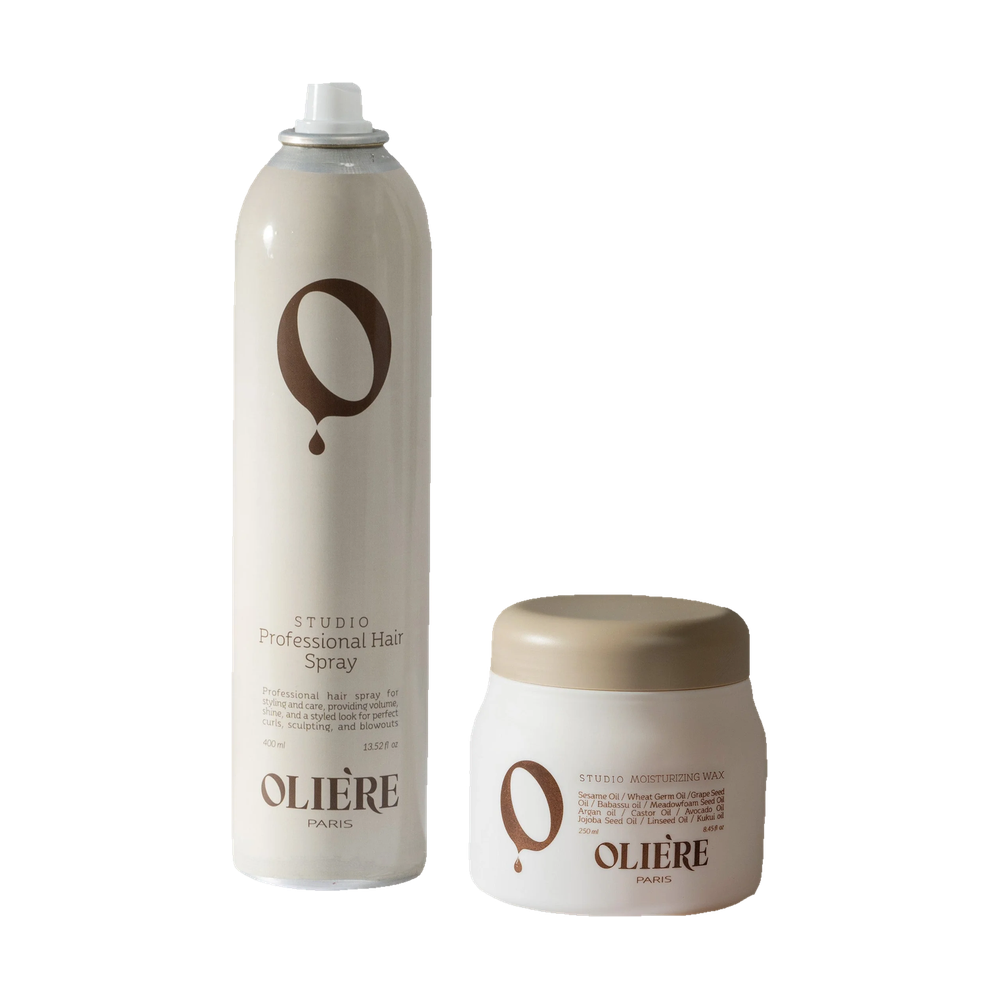 STUDIO
Professional Hair
Spray
Professional hair spray for
styling and care, providing volume,
shine, and a styled look for perfect
curls, sculpting, and blowouts
400 ml 13.52 fl oz
OLIÈRE
PARIS
STUDIO MOISTURIZING WAX
Sesame Oil / Wheat Germ Oil /Grape Seed
Oil / Babassu oil / Meadowfoam Seed Oil
Argan oil / Castor Oil / Avocado Oil
Jojoba Seed Oil / Linseed Oil / Kukui oil
250 ml 8.45 fl oz
OLIÈRE
PARIS